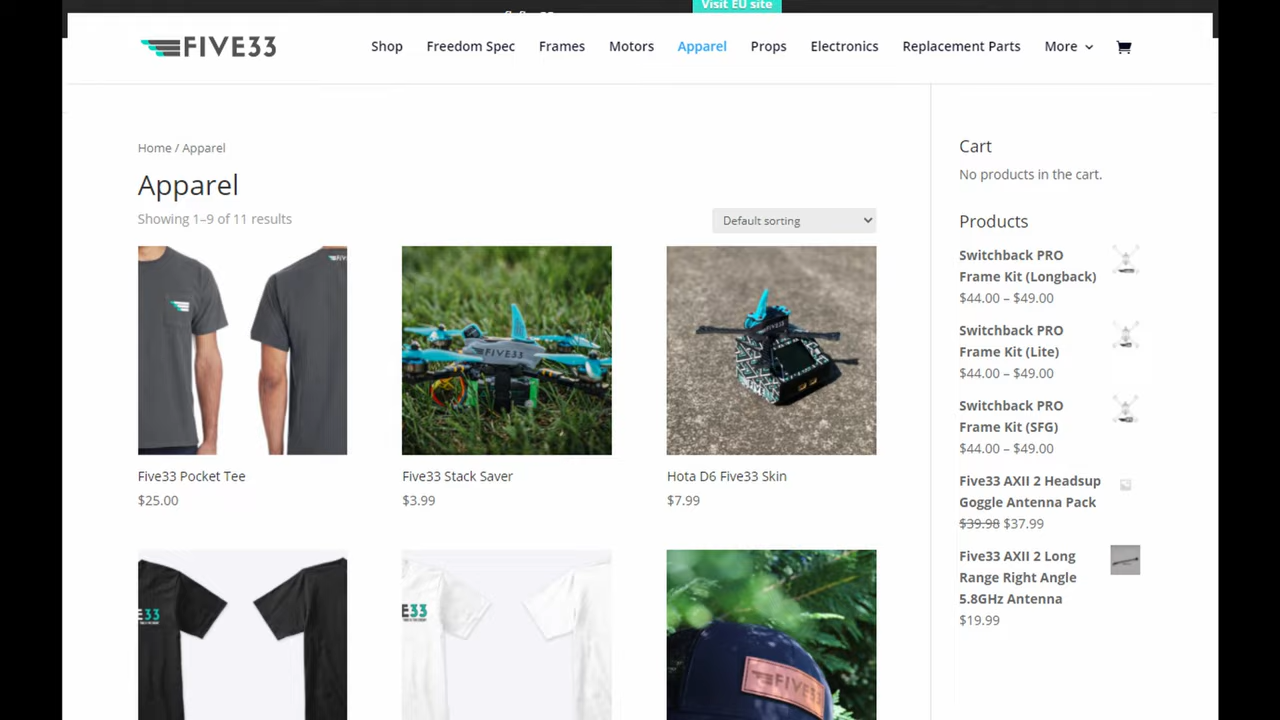 Visit EU site
FIVE33
Shop
Freedom Spec
Frames
Motors
Apparel
Props
Electronics
Replacement Parts
More
Home / Apparel
Apparel
Showing 1–9 of 11 results
Default sorting
FIVE33
FIVE33
Five33 Pocket Tee
$25.00
Five33 Stack Saver
$3.99
Hota D6 Five33 Skin
$7.99
E33
E33
FIVE33
Cart
No products in the cart.
Products
Switchback PRO
Frame Kit (Longback)
$44.00 – $49.00
Switchback PRO
Frame Kit (Lite)
$44.00 – $49.00
Switchback PRO
Frame Kit (SFG)
$44.00 – $49.00
Five33 AXII 2 Headsup
Goggle Antenna Pack
$39.98 $37.99
Five33 AXII 2 Long
Range Right Angle
5.8GHz Antenna
$19.99